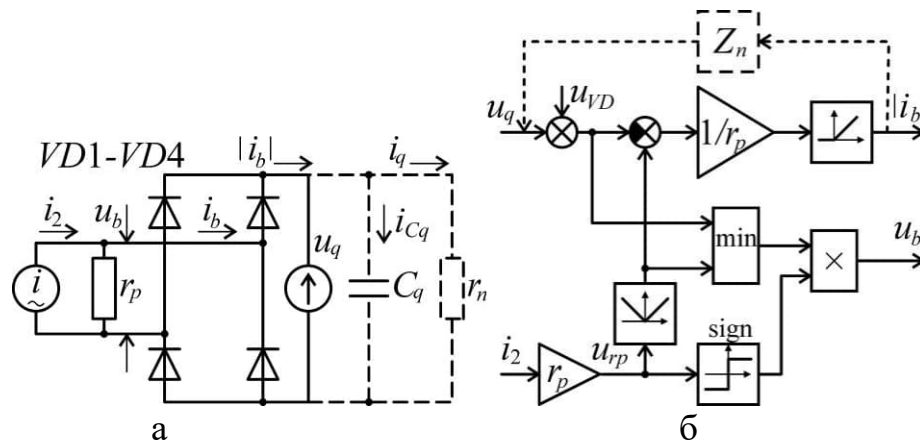 VD1-VD4
|i_b|
i_q
i_2
u_b
i_b
i_Cq
u_q
i
~
r_p
C_q
r_n
а
Z_n
u_q
u_VD
|i_b
1/r_p
min
u_b
×
sign
i_2
r_p
u_rp
б